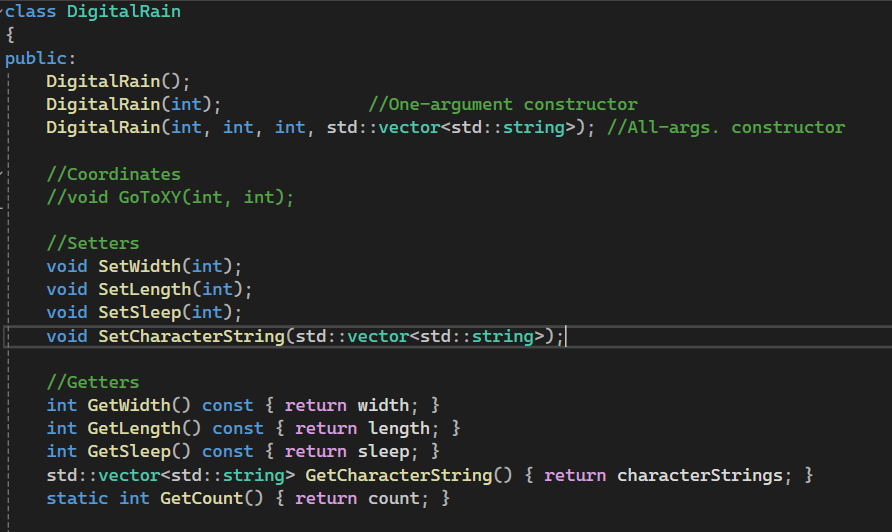 class DigitalRain
{
public:
    DigitalRain();
    DigitalRain(int);              //One-argument constructor
    DigitalRain(int, int, int, std::vector<std::string>); //All-args. constructor

    //Coordinates
    //void GoToXY(int, int);

    //Setters
    void SetWidth(int);
    void SetLength(int);
    void SetSleep(int);
    void SetCharacterString(std::vector<std::string>);

    //Getters
    int GetWidth() const { return width; }
    int GetLength() const { return length; }
    int GetSleep() const { return sleep; }
    std::vector<std::string> GetCharacterString() { return characterStrings; }
    static int GetCount() { return count; }